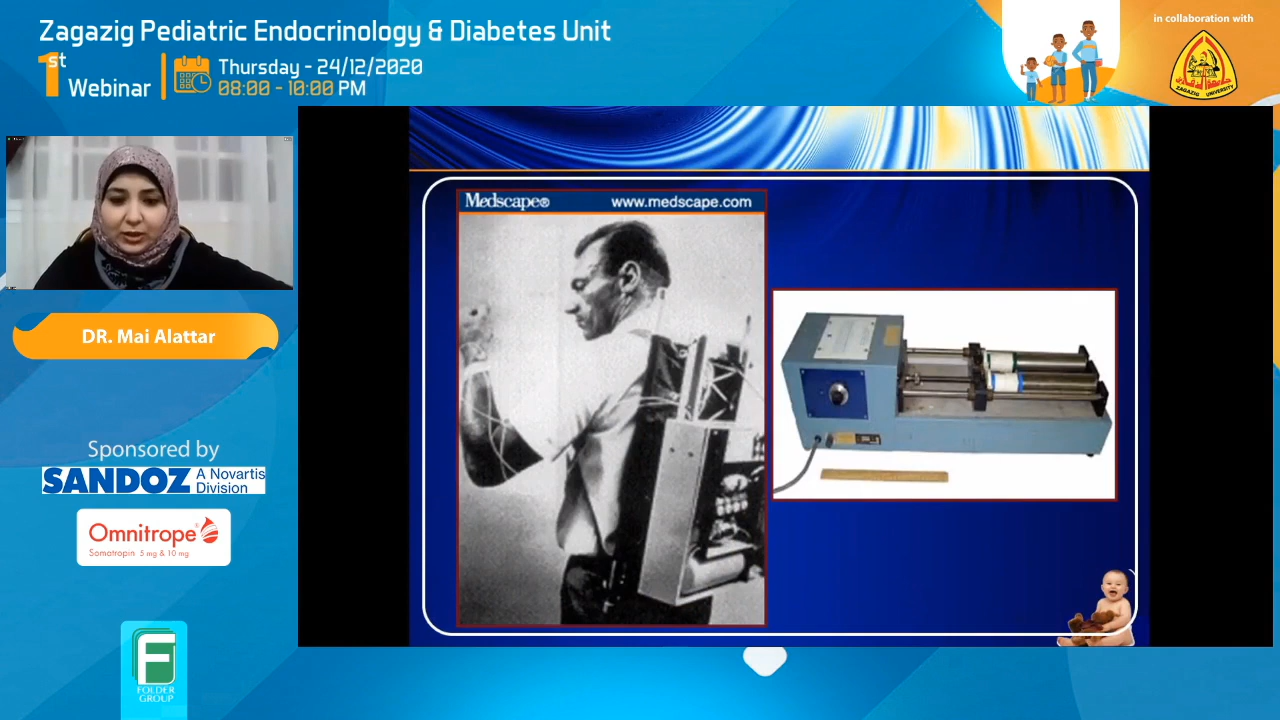 Zagazig Pediatric Endocrinology & Diabetes Unit
1st Webinar
Thursday - 24/12/2020
08:00 - 10:00 PM
in collaboration with
ZAGAZIG UNIVERSITY
Medscape® www.medscape.com
DR. Mai Alattar
Sponsored by
SANDOZ A Novartis
Division
Omnitrope®
Somatropin 5 mg & 10 mg
FOLDER
GROUP